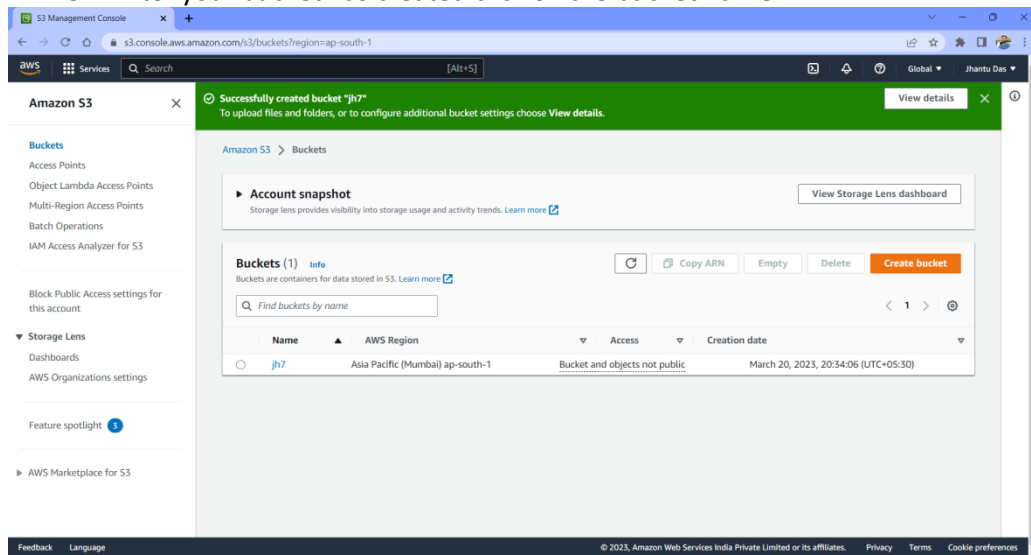 S3 Management Console
s3.console.aws.amazon.com/s3/buckets?region=ap-south-1
aws Services Search [Alt+S] Global Jhantu Das
Amazon S3
Buckets
Access Points
Object Lambda Access Points
Multi-Region Access Points
Batch Operations
IAM Access Analyzer for S3
Block Public Access settings for
this account
Storage Lens
Dashboards
AWS Organizations settings
Feature spotlight 3
AWS Marketplace for S3
Successfully created bucket "jh7"
To upload files and folders, or to configure additional bucket settings choose View details.
View details
Amazon S3 > Buckets
Account snapshot
Storage lens provides visibility into storage usage and activity trends. Learn more
View Storage Lens dashboard
Buckets (1) Info
Buckets are containers for data stored in S3. Learn more
Copy ARN Empty Delete Create bucket
Find buckets by name
1
Name AWS Region Access Creation date
jh7 Asia Pacific (Mumbai) ap-south-1 Bucket and objects not public March 20, 2023, 20:34:06 (UTC+05:30)
Feedback Language © 2023, Amazon Web Services India Private Limited or its affiliates. Privacy Terms Cookie preferences